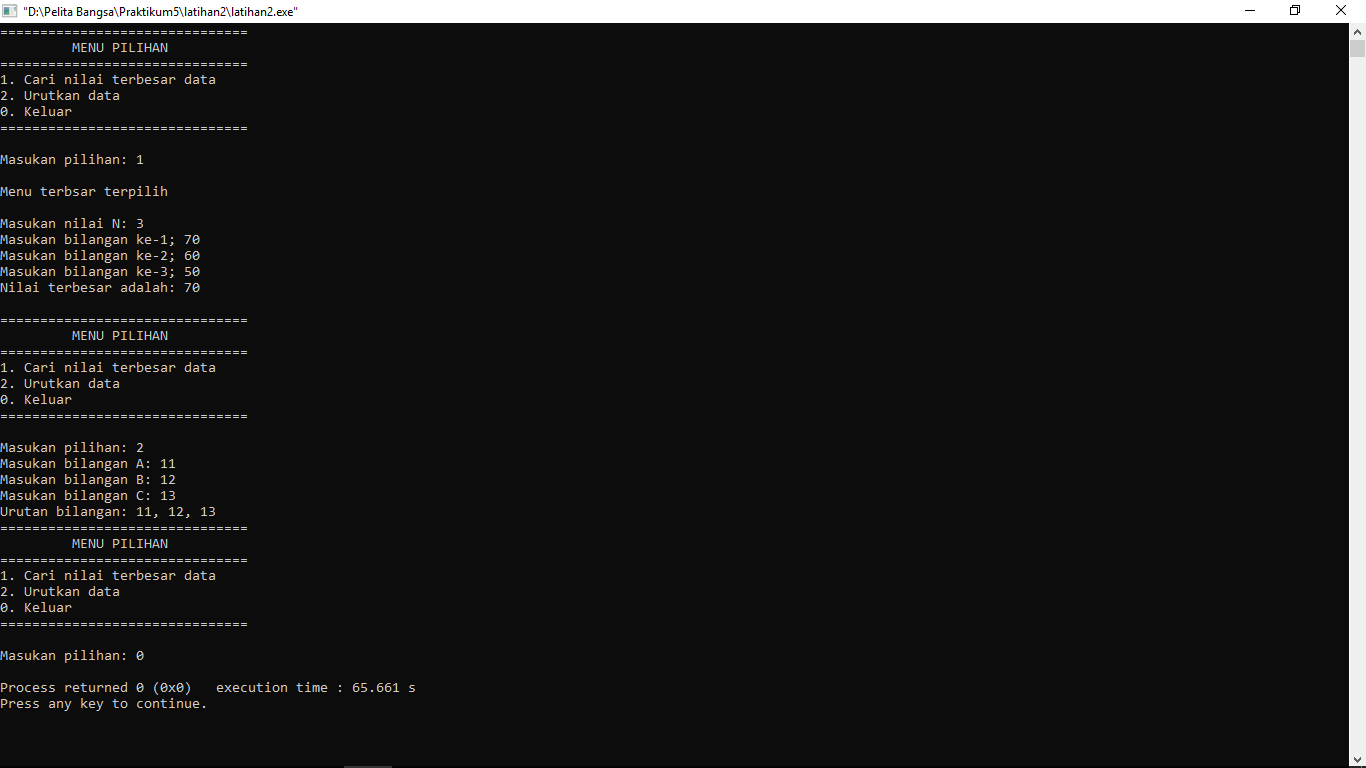 "D:\Pelita Bangsa\Praktikum5\latihan2\latihan2.exe"
===============================
         MENU PILIHAN
===============================
1. Cari nilai terbesar data
2. Urutkan data
0. Keluar
===============================
Masukan pilihan: 1
Menu terbsar terpilih
Masukan nilai N: 3
Masukan bilangan ke-1; 70
Masukan bilangan ke-2; 60
Masukan bilangan ke-3; 50
Nilai terbesar adalah: 70
===============================
         MENU PILIHAN
===============================
1. Cari nilai terbesar data
2. Urutkan data
0. Keluar
===============================
Masukan pilihan: 2
Masukan bilangan A: 11
Masukan bilangan B: 12
Masukan bilangan C: 13
Urutan bilangan: 11, 12, 13
===============================
         MENU PILIHAN
===============================
1. Cari nilai terbesar data
2. Urutkan data
0. Keluar
===============================
Masukan pilihan: 0
Process returned 0 (0x0)   execution time : 65.661 s
Press any key to continue.